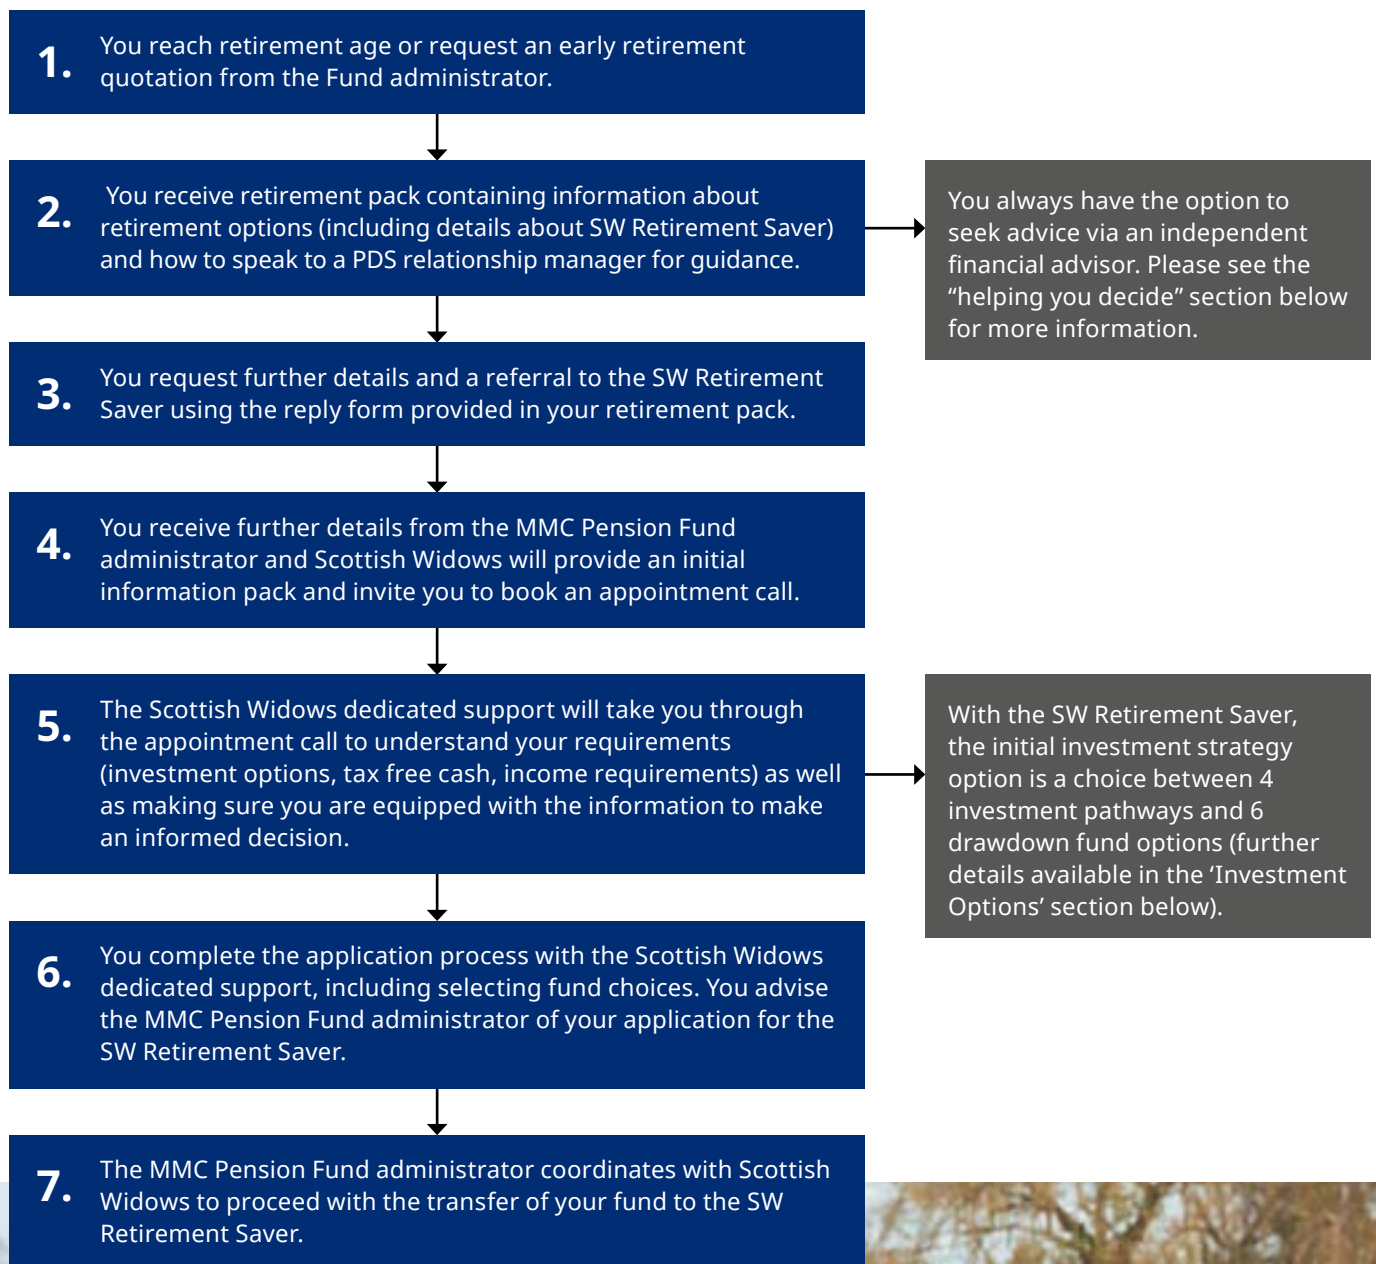 1.
You reach retirement age or request an early retirement
quotation from the Fund administrator.
2.
You receive retirement pack containing information about
retirement options (including details about SW Retirement Saver)
and how to speak to a PDS relationship manager for guidance.
You always have the option to
seek advice via an independent
financial advisor. Please see the
“helping you decide” section below
for more information.
3.
You request further details and a referral to the SW Retirement
Saver using the reply form provided in your retirement pack.
4.
You receive further details from the MMC Pension Fund
administrator and Scottish Widows will provide an initial
information pack and invite you to book an appointment call.
5.
The Scottish Widows dedicated support will take you through
the appointment call to understand your requirements
(investment options, tax free cash, income requirements) as well
as making sure you are equipped with the information to make
an informed decision.
With the SW Retirement Saver,
the initial investment strategy
option is a choice between 4
investment pathways and 6
drawdown fund options (further
details available in the ‘Investment
Options’ section below).
6.
You complete the application process with the Scottish Widows
dedicated support, including selecting fund choices. You advise
the MMC Pension Fund administrator of your application for the
SW Retirement Saver.
7.
The MMC Pension Fund administrator coordinates with Scottish
Widows to proceed with the transfer of your fund to the SW
Retirement Saver.